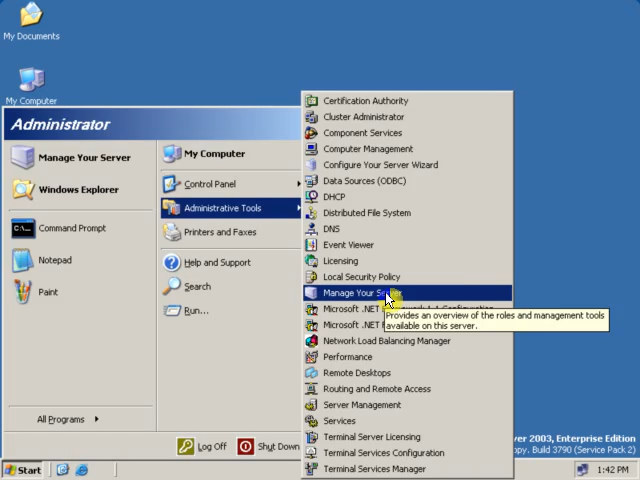 My Documents
My Computer
Administrator
Manage Your Server
Windows Explorer
Command Prompt
Notepad
Paint
All Programs
My Computer
Control Panel
Administrative Tools
Printers and Faxes
Help and Support
Search
Run...
Log Off
Shut Down
Certification Authority
Cluster Administrator
Component Services
Computer Management
Configure Your Server Wizard
Data Sources (ODBC)
DHCP
Distributed File System
DNS
Event Viewer
Licensing
Local Security Policy
Manage Your
Microsoft .NET
Provides an overview of the roles and management tools
available on this server.
Microsoft .NET
Network Load Balancing Manager
Performance
Remote Desktops
Routing and Remote Access
Server Management
Services
Terminal Server Licensing
Terminal Services Configuration
Terminal Services Manager
ver 2003, Enterprise Edition
opy. Build 3790 (Service Pack 2)
Start
1:42 PM